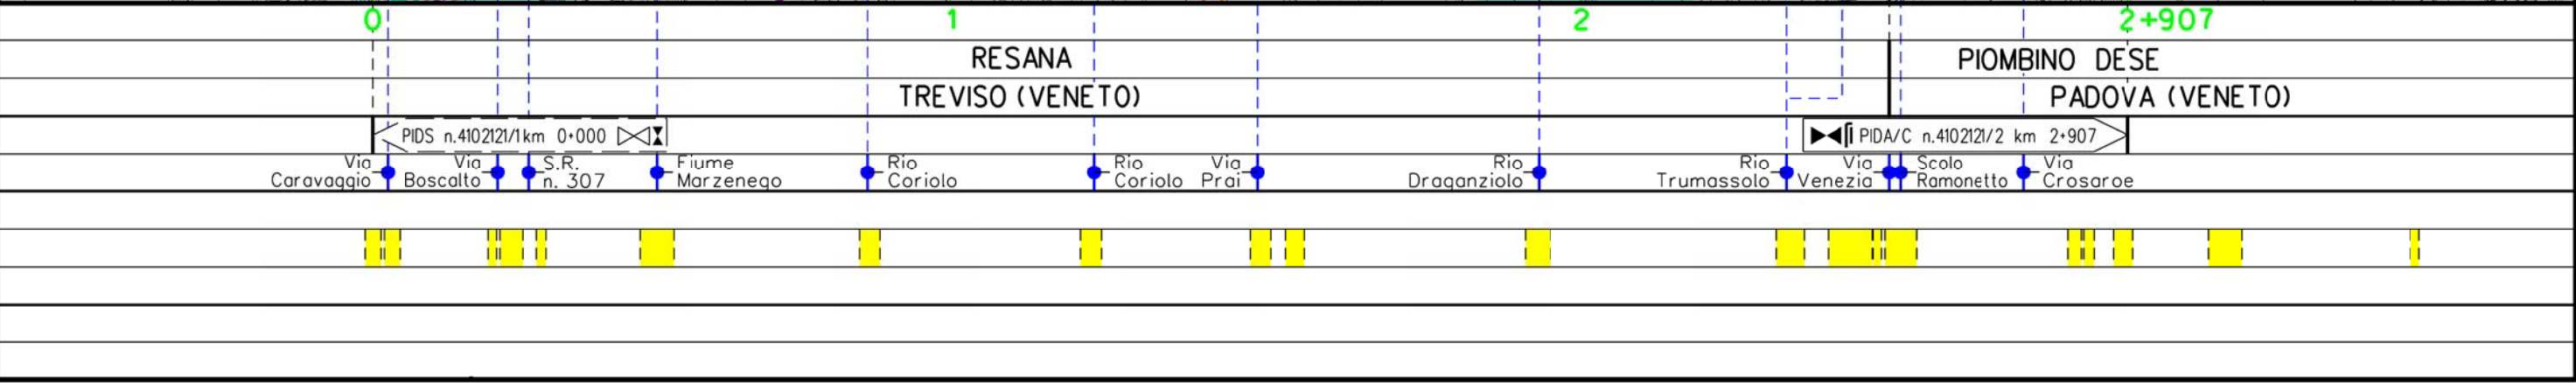 0 1 2 2+907
RESANA PIOMBINO DESE
TREVISO (VENETO) PADOVA (VENETO)
PIDS n.4102121/1 km 0+000 PIDA/C n.4102121/2 km 2+907
Via Caravaggio
Via Boscalto
S.R. n. 307
Fiume Marzenego
Rio Coriolo
Rio Coriolo
Via Prai
Rio Draganziolo
Rio Trumassolo
Via Venezia
Scolo Ramonetto
Via Crosaroe